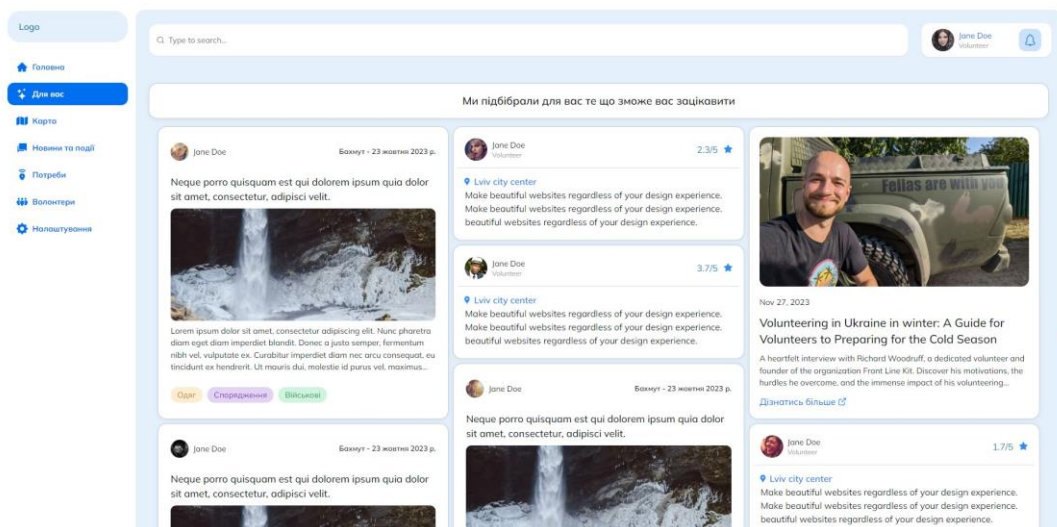 Logo
Головна
Для вас
Карта
Новини та події
Потреби
Волонтери
Налаштування
Type to search...
Jane Doe
Volunteer
Ми підбірали для вас те що зможе вас зацікавити
Jane Doe
Бахмут - 23 жовтня 2023 р.
Neque porro quisquam est qui dolorem ipsum quia dolor
sit amet, consectetur, adipisci velit.
Lorem ipsum dolor sit amet, consectetur adipiscing elit. Nunc pharetra
diam eget diam imperdiet blandit. Donec a justo semper, fermentum
nibh vel, vulputate ex. Curabitur imperdiet diam nec arcu consequat, eu
tincidunt ex hendrerit. Ut mauris dui, molestie id purus vel, maximus...
Одяг
Спорядження
Військові
Jane Doe
Бахмут - 23 жовтня 2023 р.
Neque porro quisquam est qui dolorem ipsum quia dolor
sit amet, consectetur, adipisci velit.
Jane Doe
Volunteer
2.3/5
Lviv city center
Make beautiful websites regardless of your design experience.
Make beautiful websites regardless of your design experience.
beautiful websites regardless of your design experience.
Jane Doe
Volunteer
3.7/5
Lviv city center
Make beautiful websites regardless of your design experience.
Make beautiful websites regardless of your design experience.
beautiful websites regardless of your design experience.
Jane Doe
Бахмут - 23 жовтня 2023 р.
Neque porro quisquam est qui dolorem ipsum quia dolor
sit amet, consectetur, adipisci velit.
Fellas are with you
Nov 27, 2023
Volunteering in Ukraine in winter: A Guide for
Volunteers to Preparing for the Cold Season
A heartfelt interview with Richard Woodruff, a dedicated volunteer and
founder of the organization Front Line Kit. Discover his motivations, the
hurdles he overcome, and the immense impact of his volunteering...
Дізнатись більше
Jane Doe
Volunteer
1.7/5
Lviv city center
Make beautiful websites regardless of your design experience.
Make beautiful websites regardless of your design experience.
beautiful websites regardless of your design experience.